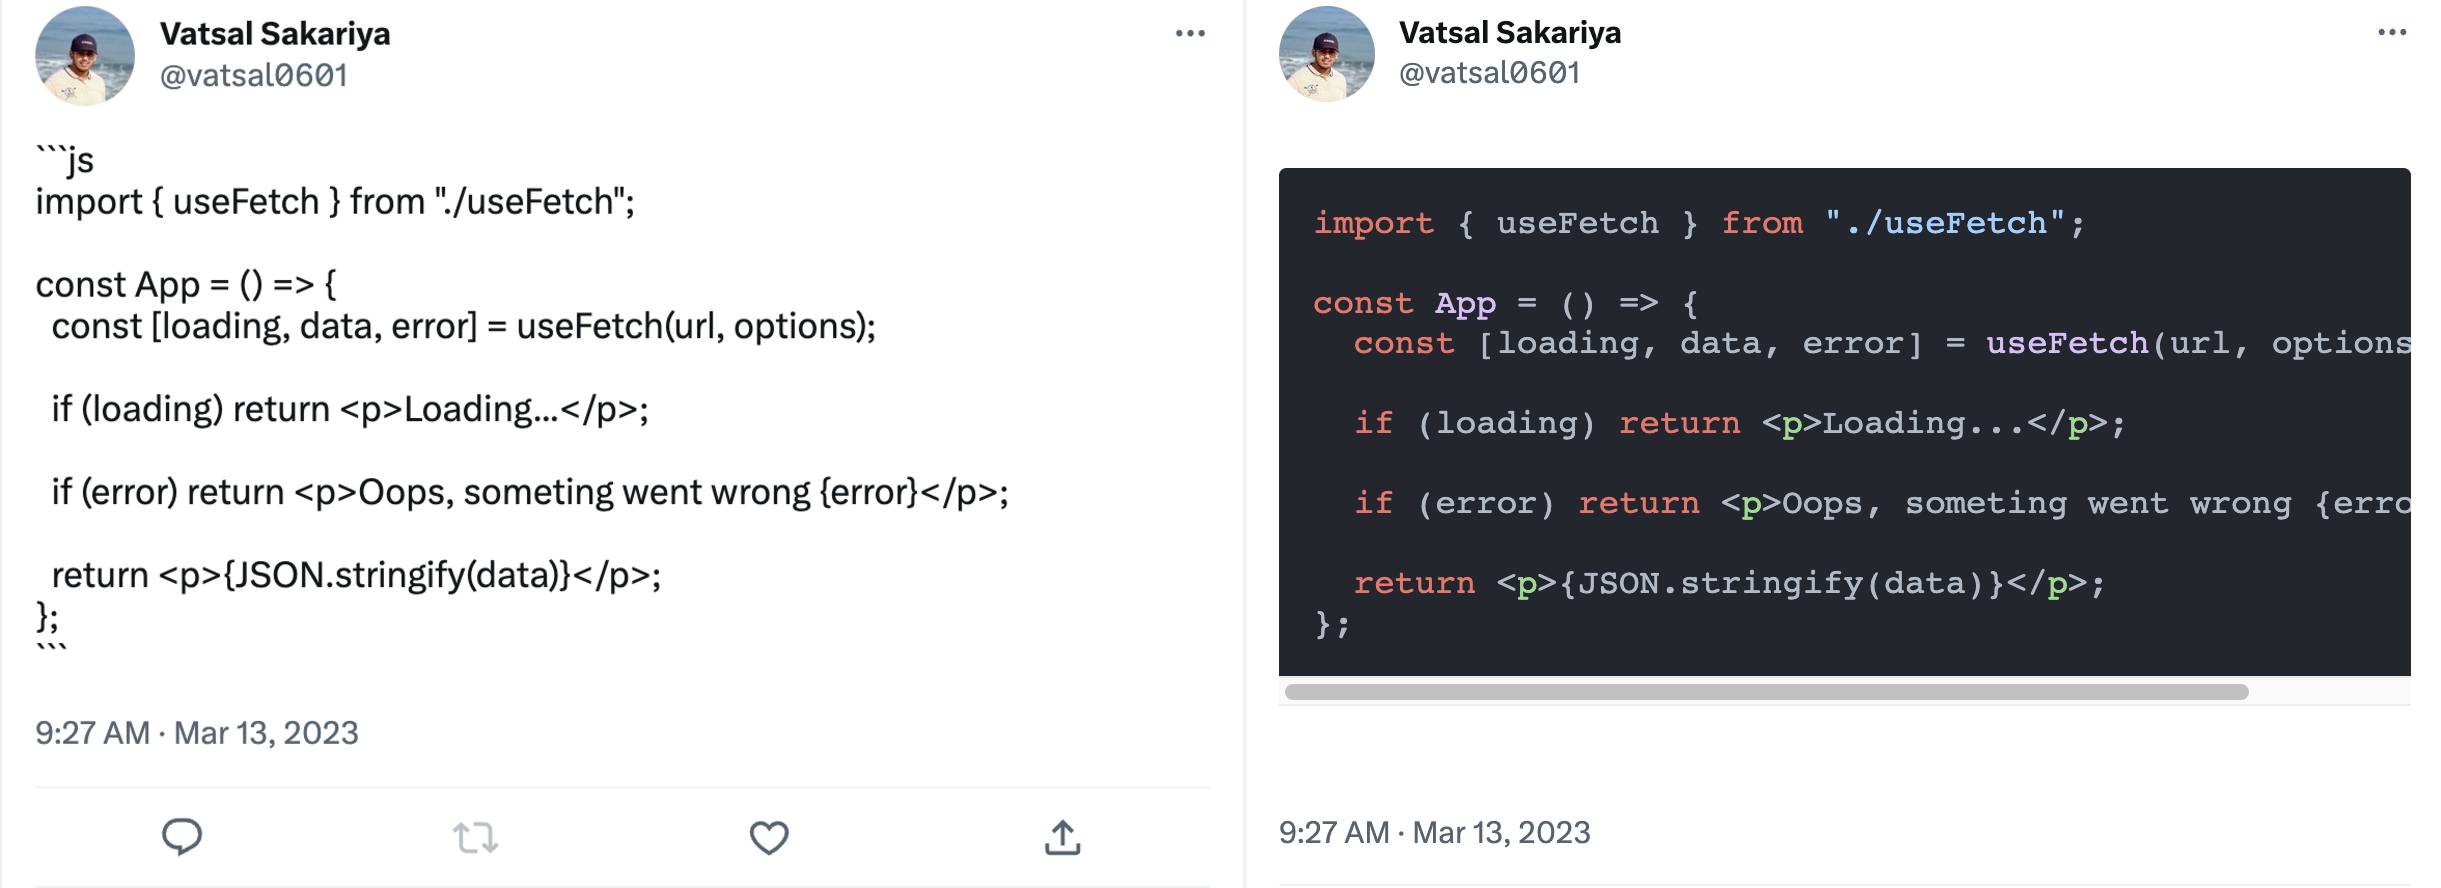 Vatsal Sakariya
@vatsal0601
```js
import { useFetch } from "./useFetch";
const App = () => {
  const [loading, data, error] = useFetch(url, options);
  if (loading) return <p>Loading...</p>;
  if (error) return <p>Oops, someting went wrong {error}</p>;
  return <p>{JSON.stringify(data)}</p>;
};
```
9:27 AM · Mar 13, 2023
Vatsal Sakariya
@vatsal0601
import { useFetch } from "./useFetch";
const App = () => {
  const [loading, data, error] = useFetch(url, options
  if (loading) return <p>Loading...</p>;
  if (error) return <p>Oops, someting went wrong {erro
  return <p>{JSON.stringify(data)}</p>;
};
9:27 AM · Mar 13, 2023